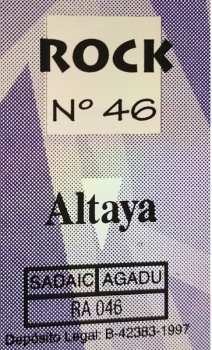 ROCK
Nº 46
Altaya
SADAIC AGADU
RA 046
Depósito Legal: B-42383-1997